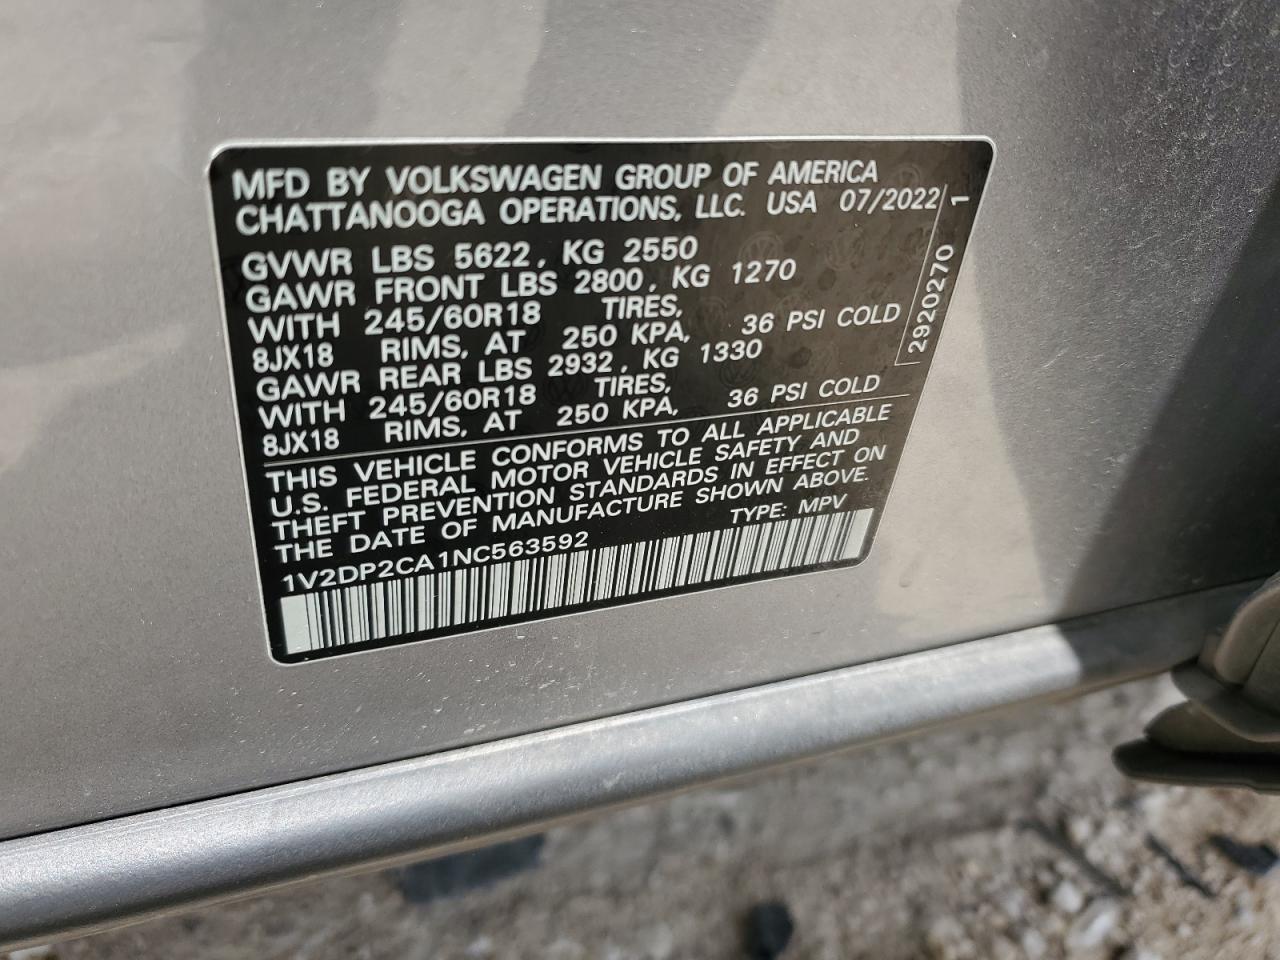 MFD BY VOLKSWAGEN GROUP OF AMERICA
CHATTANOOGA OPERATIONS, LLC. USA 07/2022
GVWR LBS 5622, KG 2550
GAWR FRONT LBS 2800, KG 1270
WITH 245/60R18 TIRES,
8JX18 RIMS, AT 250 KPA, 36 PSI COLD
GAWR REAR LBS 2932, KG 1330
WITH 245/60R18 TIRES,
8JX18 RIMS, AT 250 KPA, 36 PSI COLD
THIS VEHICLE CONFORMS TO ALL APPLICABLE
U.S. FEDERAL MOTOR VEHICLE SAFETY AND
THEFT PREVENTION STANDARDS IN EFFECT ON
THE DATE OF MANUFACTURE SHOWN ABOVE.
1V2DP2CA1NC563592 TYPE: MPV
2920270 1